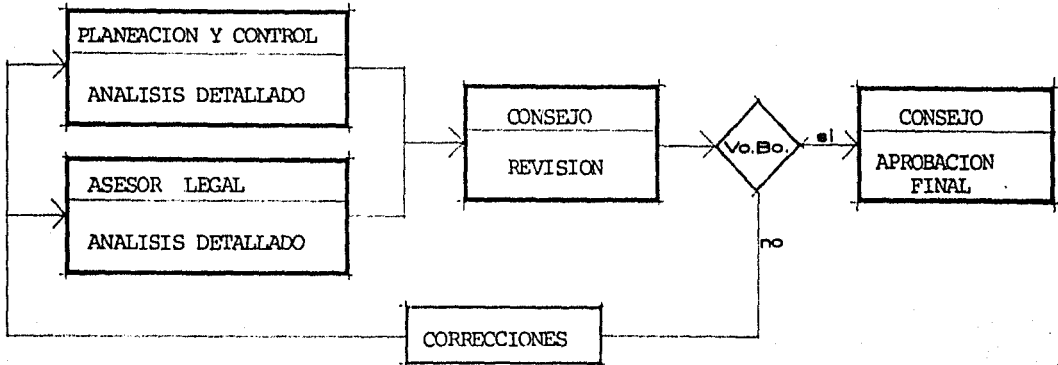 PLANEACION Y CONTROL
ANALISIS DETALLADO
ASESOR LEGAL
ANALISIS DETALLADO
CONSEJO
REVISION
Vo.Bo.
si
no
CONSEJO
APROBACION
FINAL
CORRECCIONES